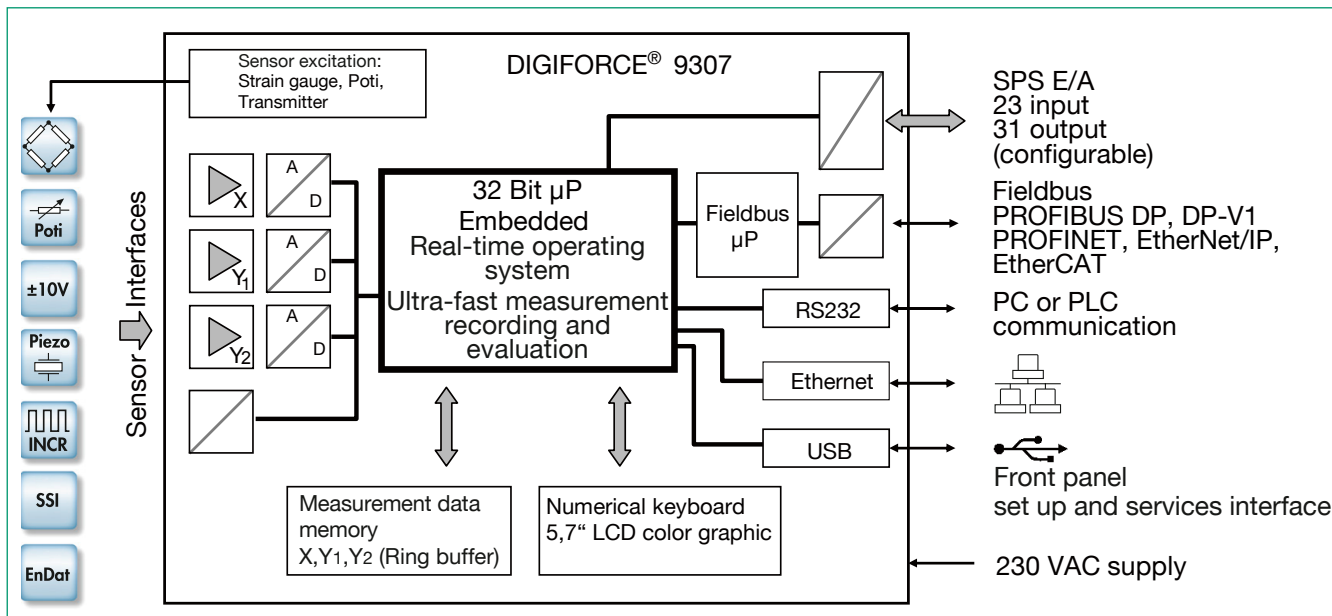 DIGIFORCE® 9307
Sensor excitation:
Strain gauge, Poti,
Transmitter
Poti
±10V
Piezo
INCR
SSI
EnDat
Sensor Interfaces
X
A
D
Y1
A
D
Y2
A
D
32 Bit µP
Embedded
Real-time operating
system
Ultra-fast measurement
recording and
evaluation
Fieldbus
µP
RS232
Ethernet
USB
Measurement data
memory
X,Y1,Y2 (Ring buffer)
Numerical keyboard
5,7“ LCD color graphic
SPS E/A
23 input
31 output
(configurable)
Fieldbus
PROFIBUS DP, DP-V1
PROFINET, EtherNet/IP,
EtherCAT
PC or PLC
communication
Front panel
set up and services interface
230 VAC supply